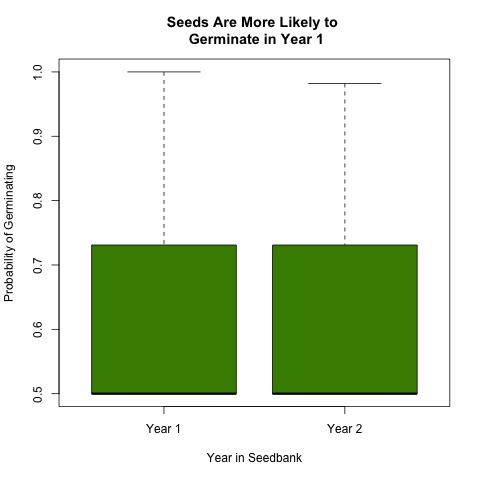 Seeds Are More Likely to
Germinate in Year 1
Probability of Germinating
1.0
0.9
0.8
0.7
0.6
0.5
Year 1
Year 2
Year in Seedbank